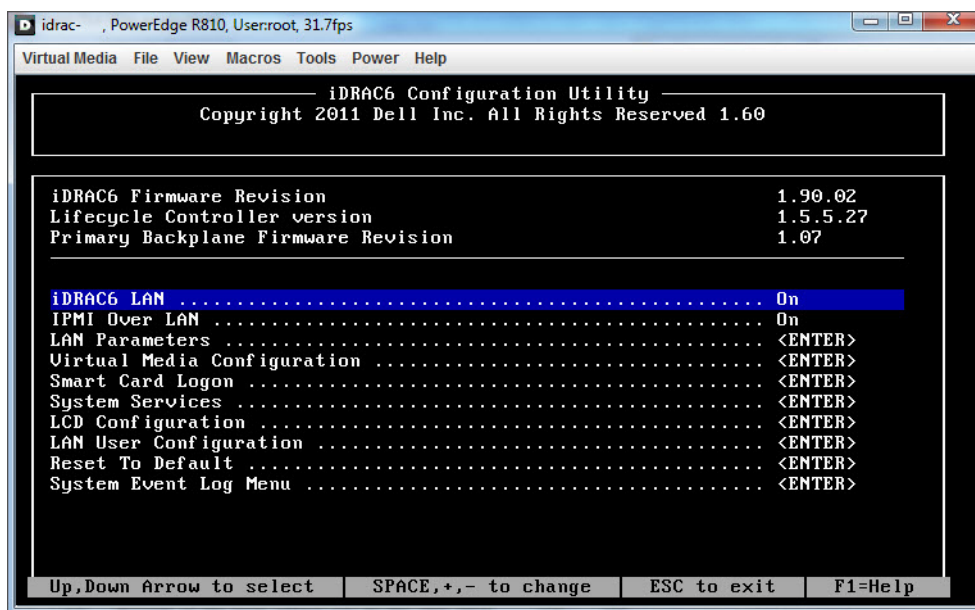 idrac- , PowerEdge R810, User:root, 31.7fps
Virtual Media File View Macros Tools Power Help
iDRAC6 Configuration Utility
Copyright 2011 Dell Inc. All Rights Reserved 1.60
iDRAC6 Firmware Revision 1.90.02
Lifecycle Controller version 1.5.5.27
Primary Backplane Firmware Revision 1.07
iDRAC6 LAN .................................................. On
IPMI Over LAN ............................................... On
LAN Parameters .............................................. <ENTER>
Virtual Media Configuration ................................. <ENTER>
Smart Card Logon ............................................ <ENTER>
System Services ............................................. <ENTER>
LCD Configuration ........................................... <ENTER>
LAN User Configuration ...................................... <ENTER>
Reset To Default ............................................ <ENTER>
System Event Log Menu ....................................... <ENTER>
Up,Down Arrow to select SPACE,+,- to change ESC to exit F1=Help